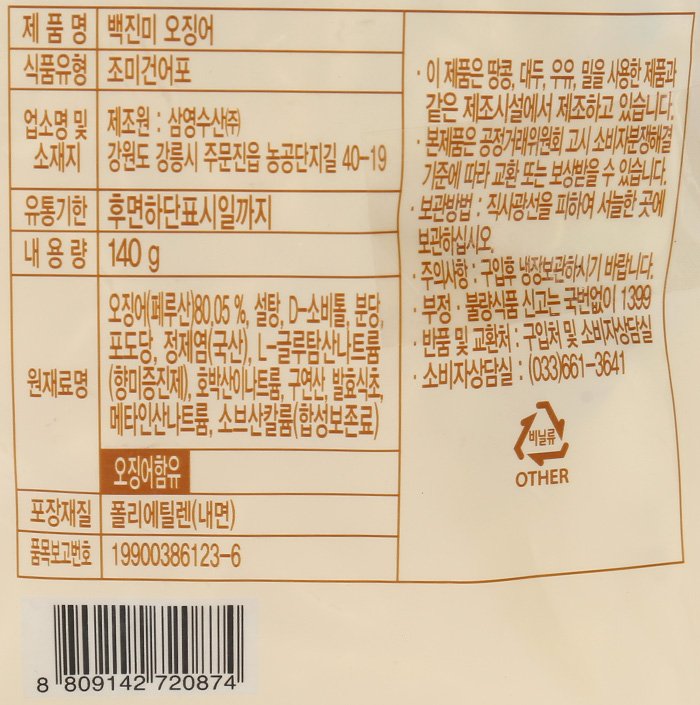 제 품 명 백진미 오징어
식품유형 조미건어포
업소명 및 소재지 제조원 : 삼영수산㈜
강원도 강릉시 주문진읍 농공단지길 40-19
유통기한 후면하단표시일까지
내 용 량 140 g
원재료명
오징어(페루산)80.05 %, 설탕, D-소비톨, 분당,
포도당, 정제염(국산), L-글루탐산나트륨
(향미증진제), 호박산이나트륨, 구연산, 발효식초,
메타인산나트륨, 소브산칼륨(합성보존료)
오징어함유
포장재질 폴리에틸렌(내면)
품목보고번호 19900386123-6
· 이 제품은 땅콩, 대두, 우유, 밀을 사용한 제품과
같은 제조시설에서 제조하고 있습니다.
· 본제품은 공정거래위원회 고시 소비자분쟁해결
기준에 따라 교환 또는 보상받을 수 있습니다.
· 보관방법 : 직사광선을 피하여 서늘한 곳에
보관하십시오.
· 주의사항 : 구입후 냉장보관하시기 바랍니다.
· 부정 · 불량식품 신고는 국번없이 1399
· 반품 및 교환처 : 구입처 및 소비자상담실
· 소비자상담실 : (033)661-3641
비닐류
OTHER
8 809142 720874